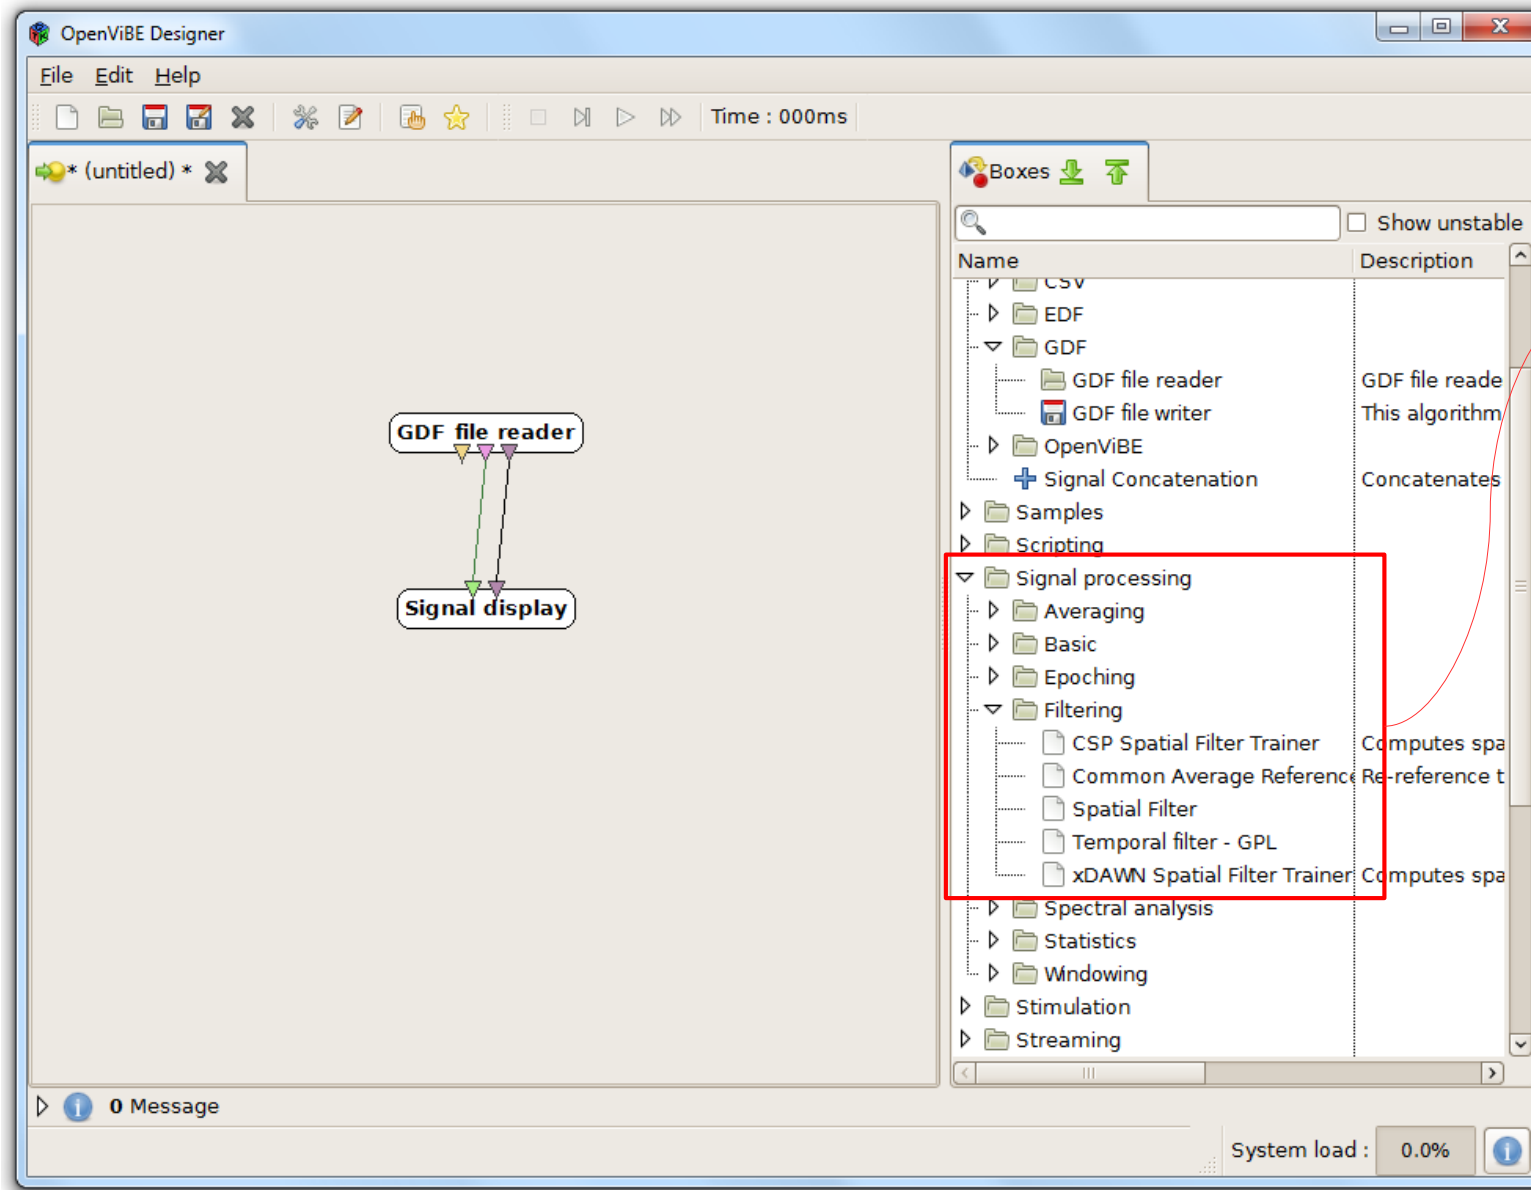 OpenViBE Designer
File Edit Help
Time : 000ms
* (untitled) *
Boxes
Show unstable
Name Description
CSV
EDF
GDF
GDF file reader GDF file reade
GDF file writer This algorithm
OpenViBE
Signal Concatenation Concatenates
Samples
Scripting
Signal processing
Averaging
Basic
Epoching
Filtering
CSP Spatial Filter Trainer Computes spa
Common Average Reference Re-reference t
Spatial Filter
Temporal filter - GPL
xDAWN Spatial Filter Trainer Computes spa
Spectral analysis
Statistics
Windowing
Stimulation
Streaming
GDF file reader
Signal display
0 Message
System load : 0.0%